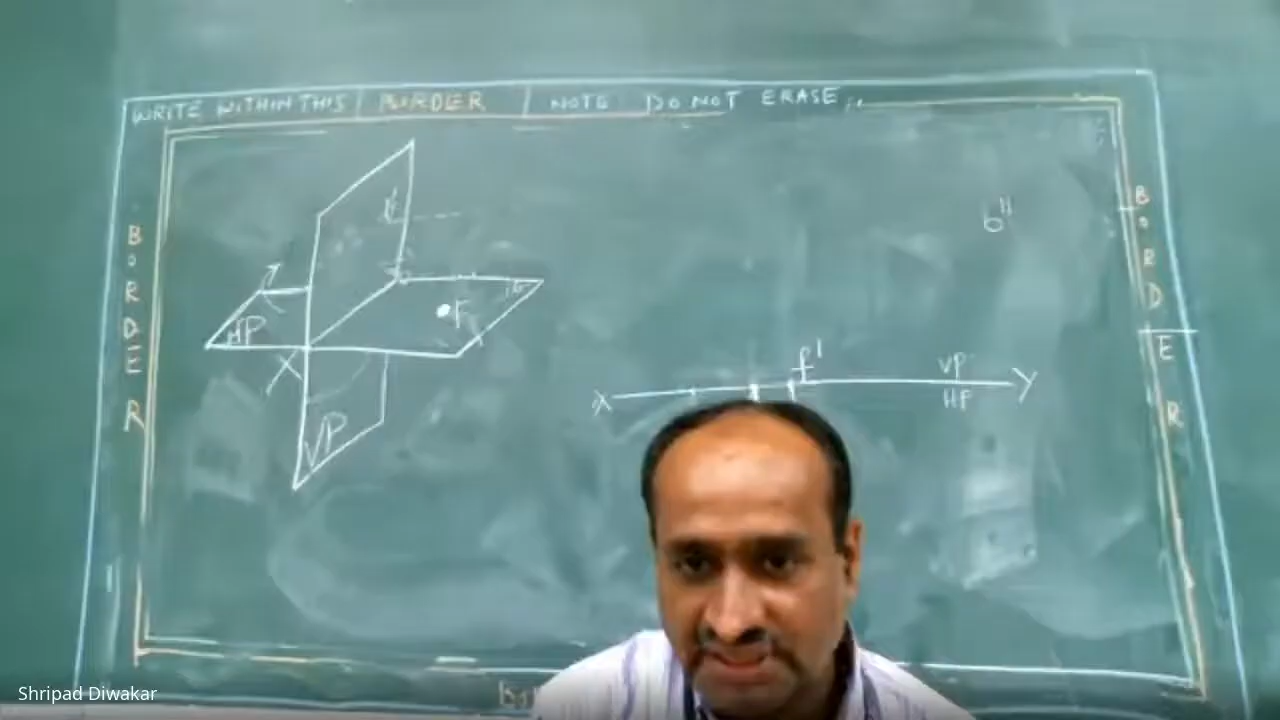 WRITE WITHIN THIS BORDER NOTE DO NOT ERASE
BORDER
BORDER
HP
F
X
VP
b"
f'
VP
X Y
HP
Shripad Diwakar